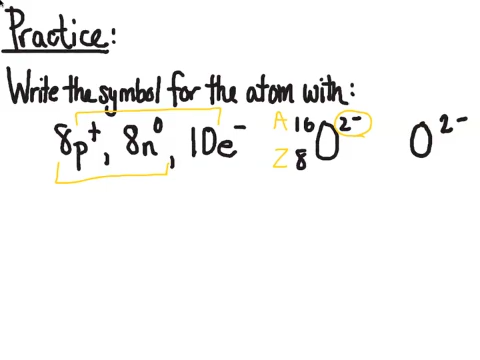 Practice:
Write the symbol for the atom with:
8p⁺, 8n⁰, 10e⁻ A 16 Z 8 O 2- O 2-